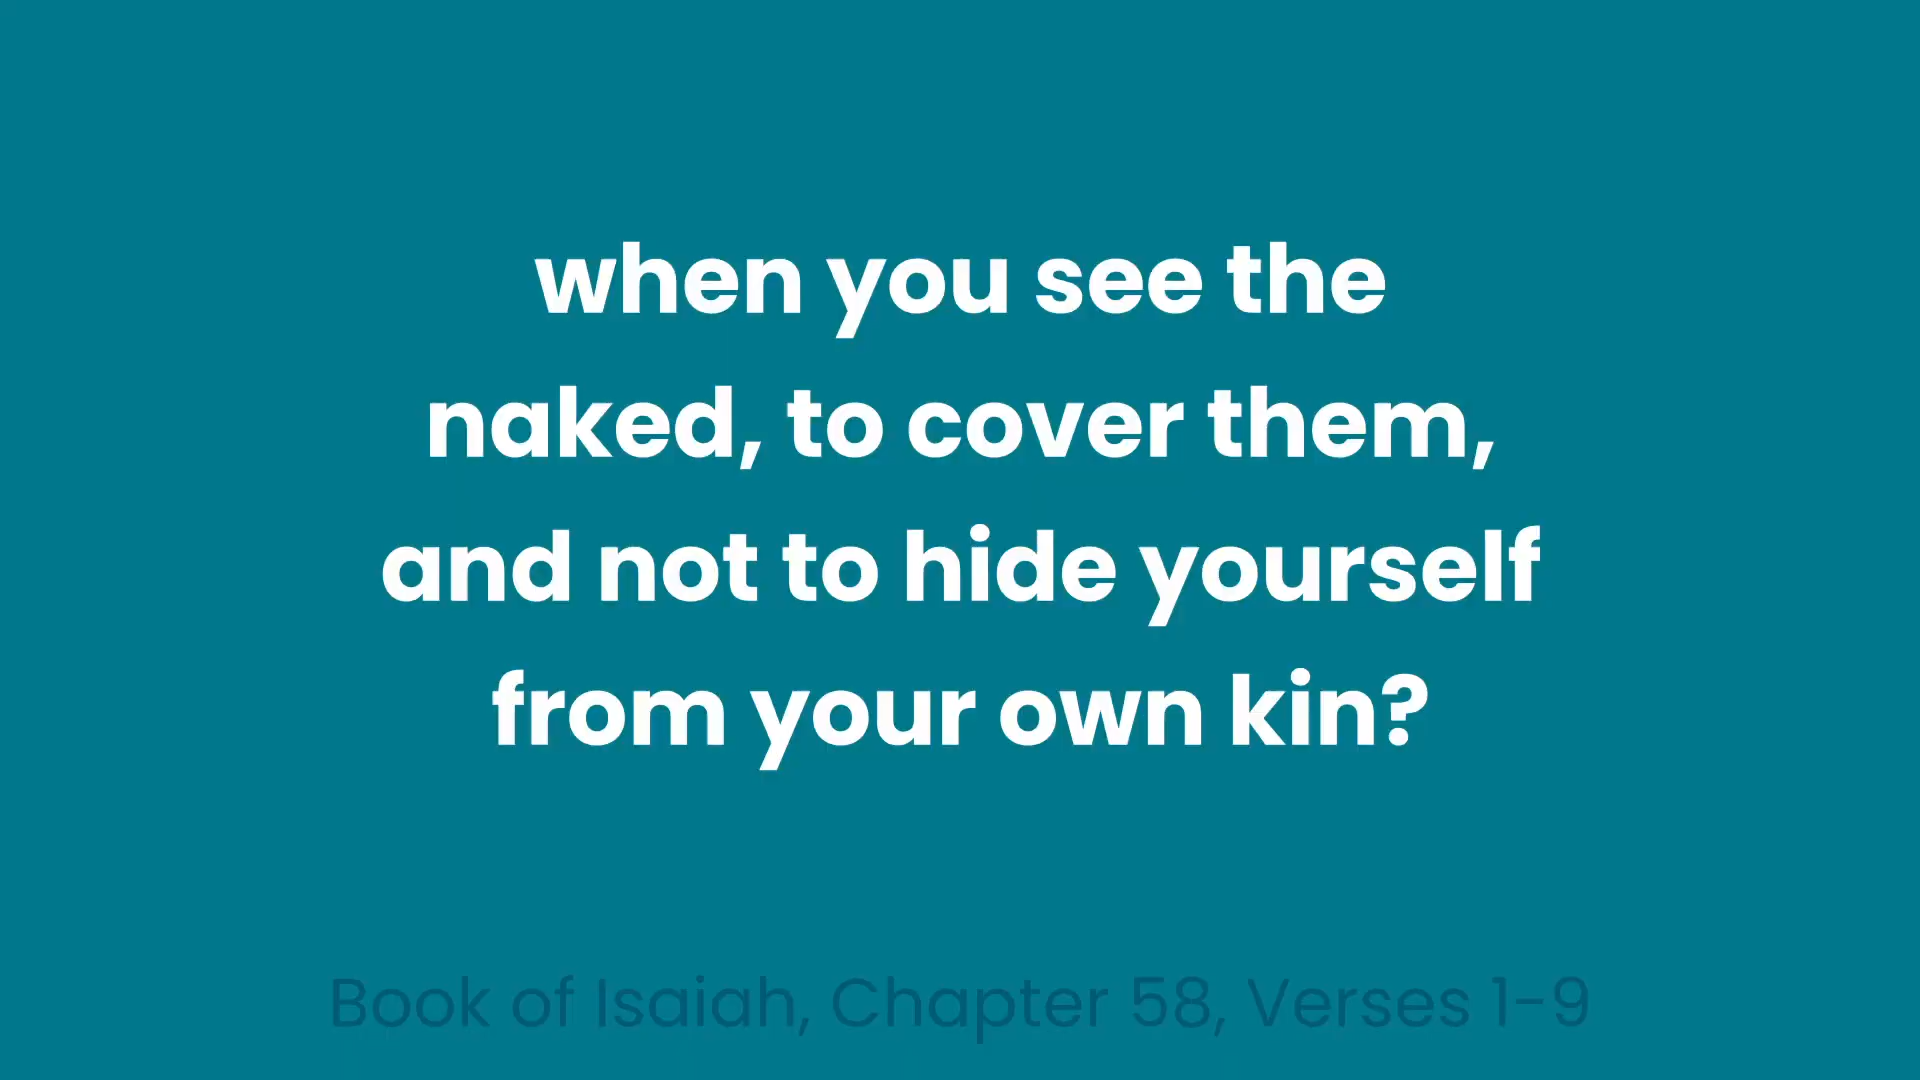 when you see the
naked, to cover them,
and not to hide yourself
from your own kin?
Book of Isaiah, Chapter 58, Verses 1-9